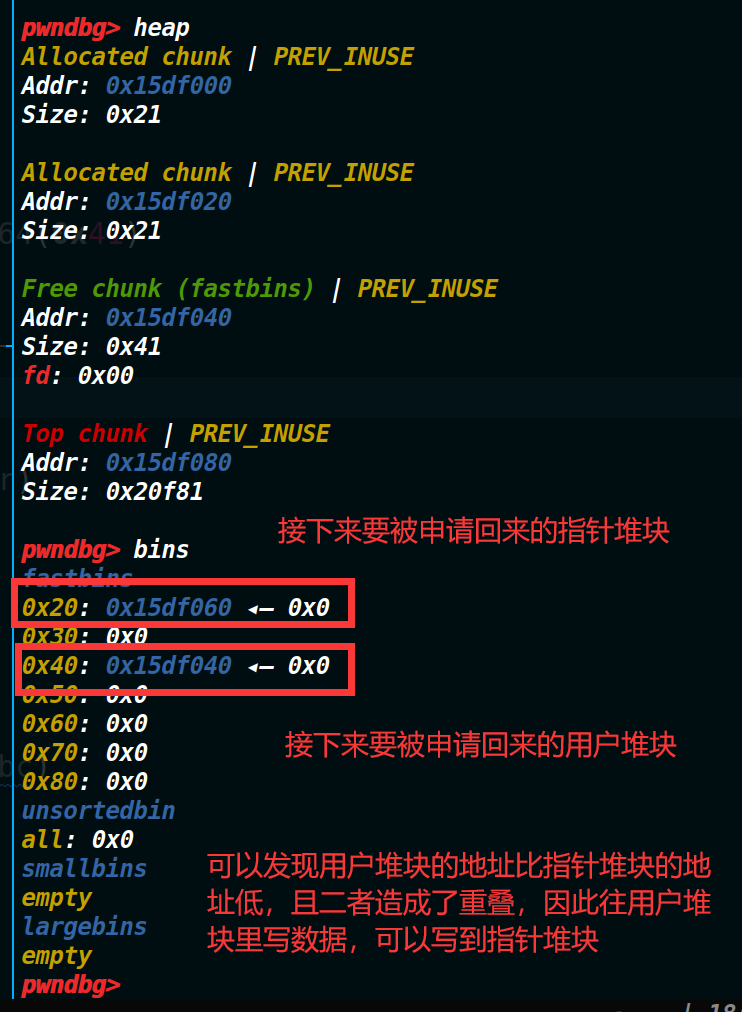 pwndbg> heap
Allocated chunk | PREV_INUSE
Addr: 0x15df000
Size: 0x21
Allocated chunk | PREV_INUSE
Addr: 0x15df020
Size: 0x21
Free chunk (fastbins) | PREV_INUSE
Addr: 0x15df040
Size: 0x41
fd: 0x00
Top chunk | PREV_INUSE
Addr: 0x15df080
Size: 0x20f81
接下来要被申请回来的指针堆块
pwndbg> bins
fastbins
0x20: 0x15df060 ◂— 0x0
0x30: 0x0
0x40: 0x15df040 ◂— 0x0
0x50: 0x0
0x60: 0x0
接下来要被申请回来的用户堆块
0x70: 0x0
0x80: 0x0
unsortedbin
all: 0x0
smallbins
empty
largebins
empty
可以发现用户堆块的地址比指针堆块的地
址低，且二者造成了重叠，因此往用户堆
块里写数据，可以写到指针堆块
pwndbg>